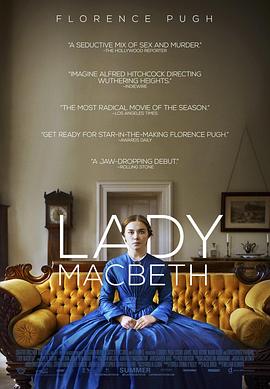 FLORENCE PUGH
"A SEDUCTIVE MIX OF SEX AND MURDER."
-THE HOLLYWOOD REPORTER
"IMAGINE ALFRED HITCHCOCK DIRECTING
WUTHERING HEIGHTS."
-INDIEWIRE
"THE MOST RADICAL MOVIE OF THE SEASON."
-LOS ANGELES TIMES
"GET READY FOR STAR-IN-THE-MAKING FLORENCE PUGH."
-AWARDS DAILY
"A JAW-DROPPING DEBUT."
-ROLLING STONE
LADY
MACBETH
SUMMER